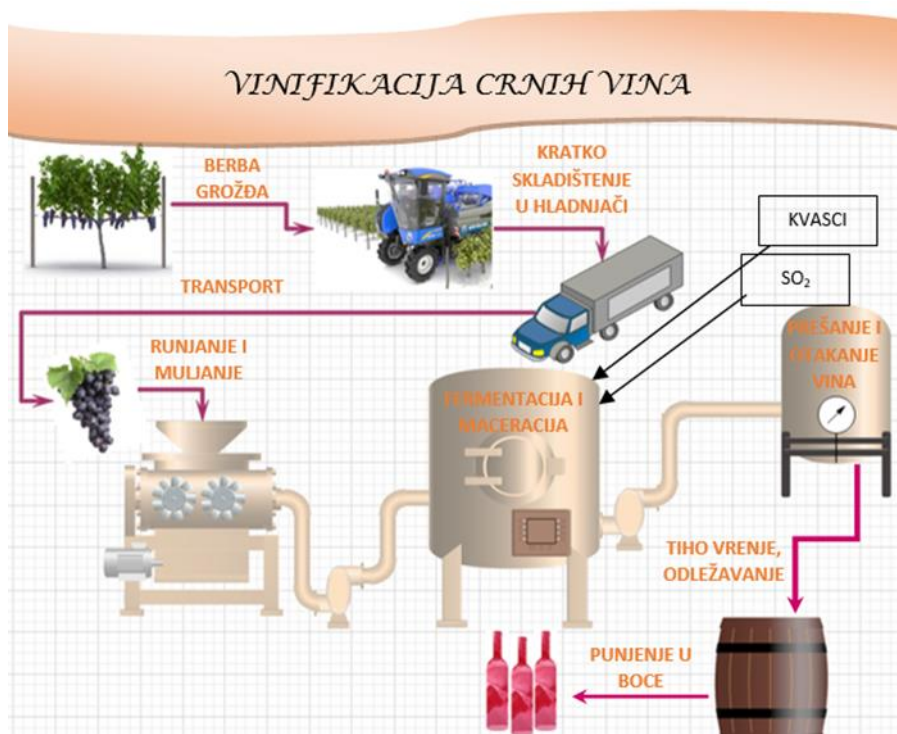 VINIFIKACIJA CRNIH VINA
BERBA
GROŽĐA
KRATKO
SKLADIŠTENJE
U HLADNJAČI
KVASCI
SO₂
TRANSPORT
RUNJANJE I
MULJANJE
FERMENTACIJA I
MACERACIJA
PREŠANJE I
OTAKANJE
VINA
TIHO VRENJE,
ODLEŽAVANJE
PUNJENJE U
BOCE